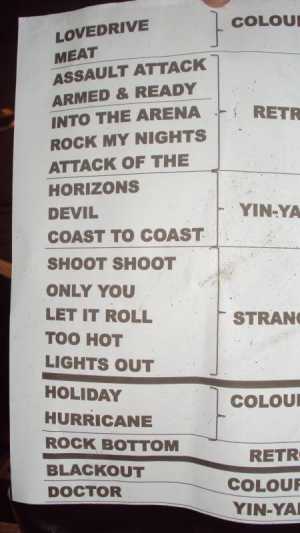 LOVEDRIVE
MEAT
ASSAULT ATTACK
ARMED & READY
INTO THE ARENA
ROCK MY NIGHTS
ATTACK OF THE
HORIZONS
DEVIL
COAST TO COAST
SHOOT SHOOT
ONLY YOU
LET IT ROLL
TOO HOT
LIGHTS OUT
HOLIDAY
HURRICANE
ROCK BOTTOM
BLACKOUT
DOCTOR
COLOU
RETR
YIN-YA
STRAN
COLOU
RETR
COLOUR
YIN-YA